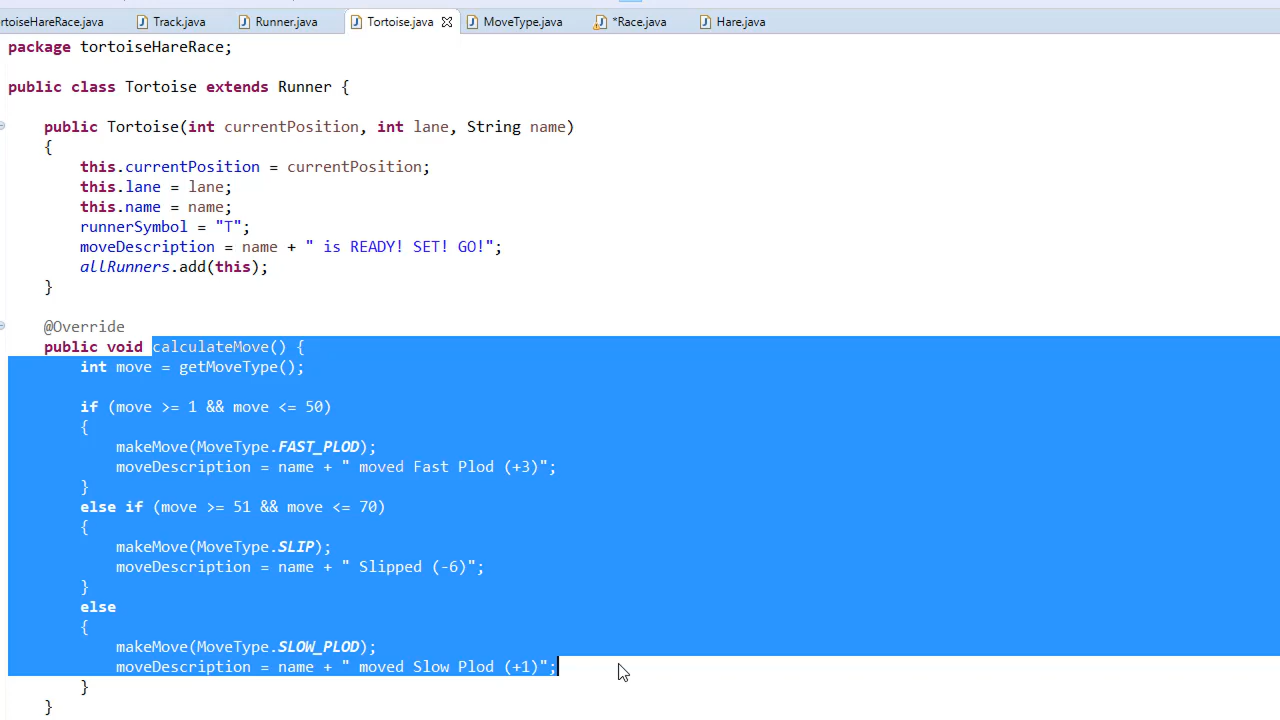 rtoiseHareRace.java Track.java Runner.java Tortoise.java MoveType.java *Race.java Hare.java
package tortoiseHareRace;
public class Tortoise extends Runner {
public Tortoise(int currentPosition, int lane, String name)
{
this.currentPosition = currentPosition;
this.lane = lane;
this.name = name;
runnerSymbol = "T";
moveDescription = name + " is READY! SET! GO!";
allRunners.add(this);
}
@Override
public void calculateMove() {
int move = getMoveType();
if (move >= 1 && move <= 50)
{
makeMove(MoveType.FAST_PLOD);
moveDescription = name + " moved Fast Plod (+3)";
}
else if (move >= 51 && move <= 70)
{
makeMove(MoveType.SLIP);
moveDescription = name + " Slipped (-6)";
}
else
{
makeMove(MoveType.SLOW_PLOD);
moveDescription = name + " moved Slow Plod (+1)";
}
}